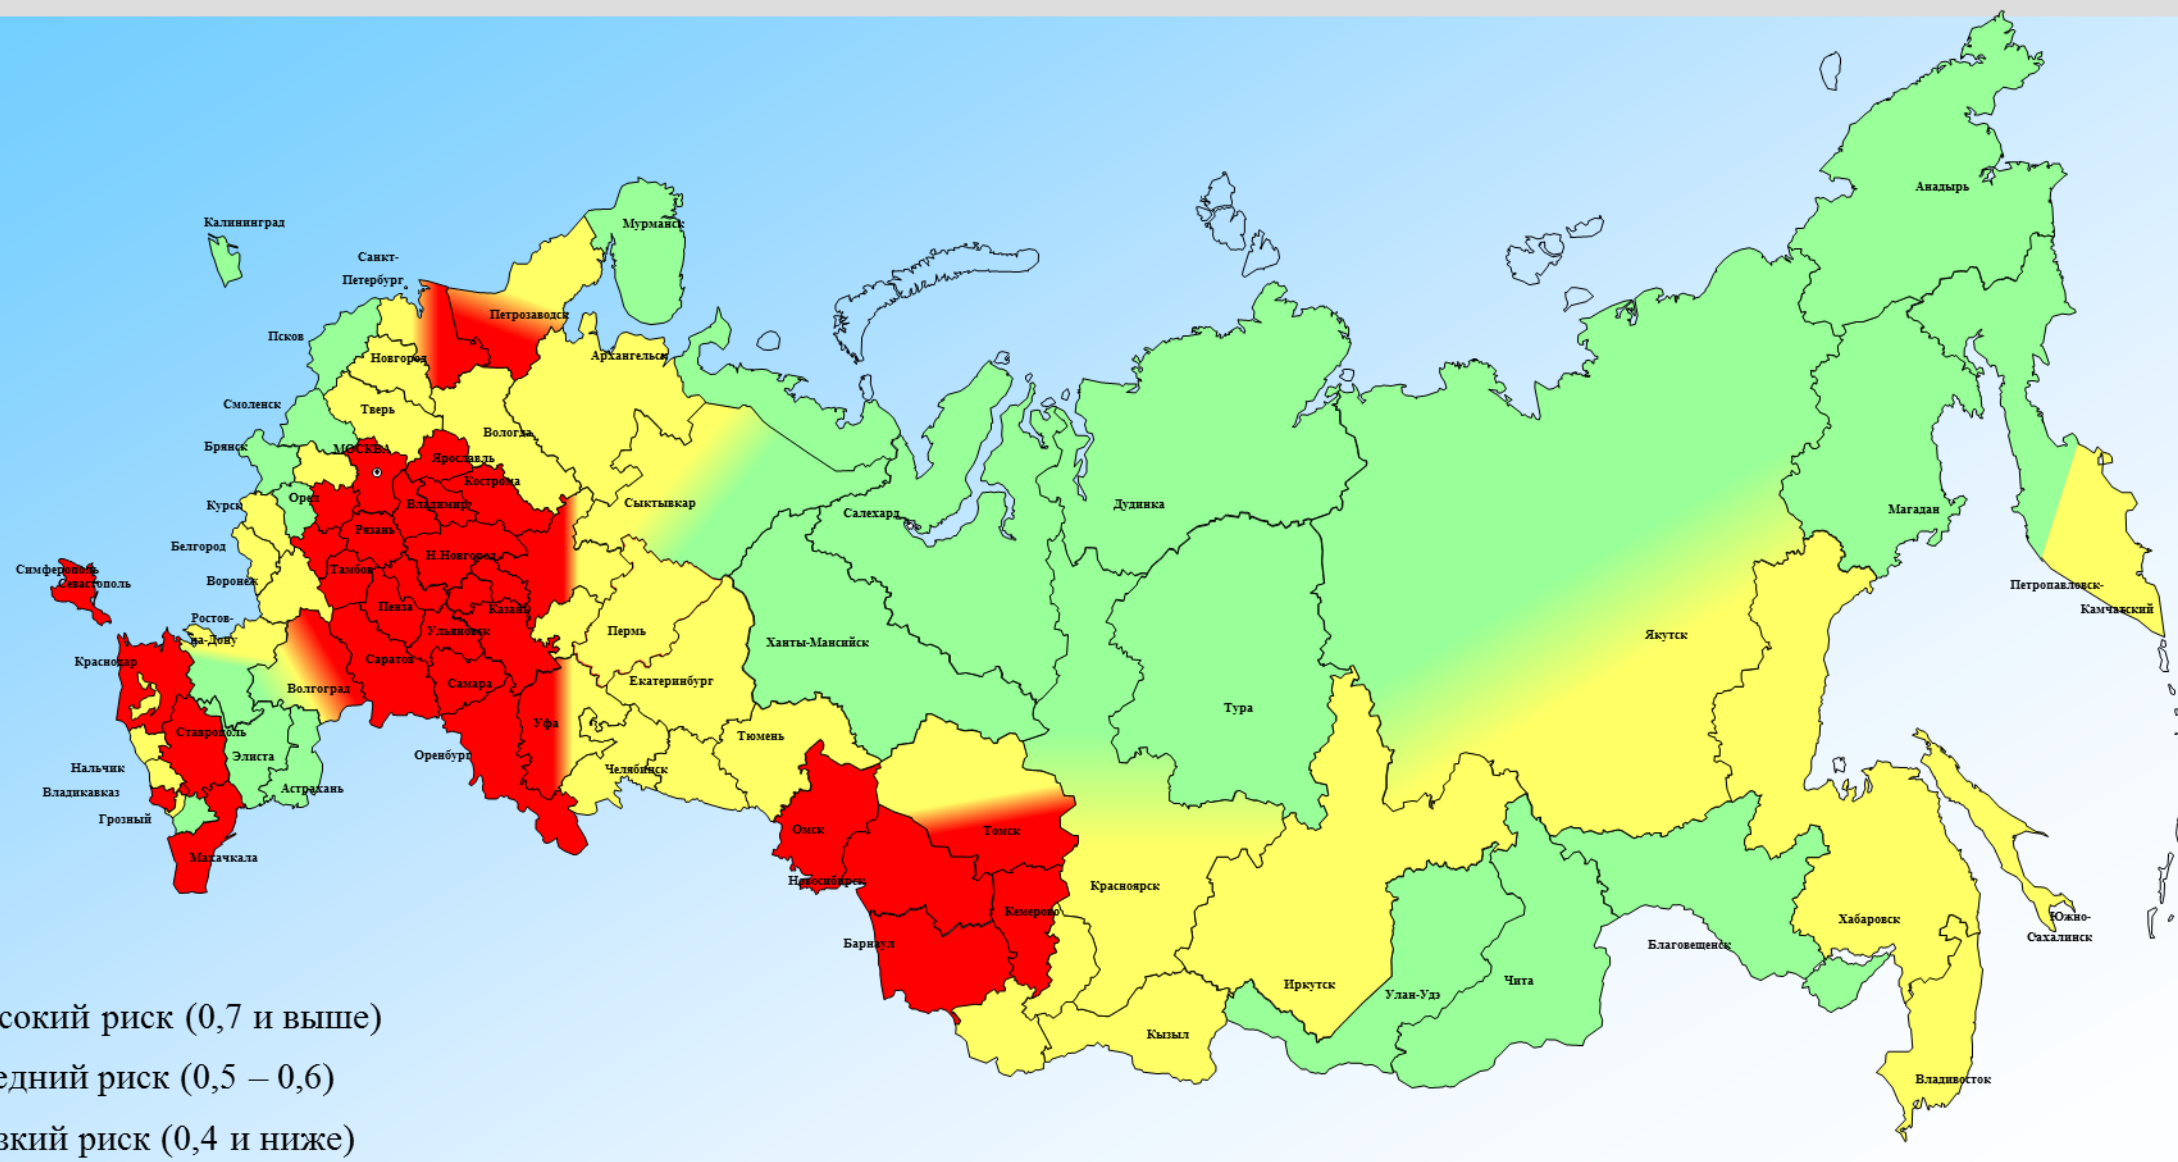 Анадырь
Калининград
Мурманск
Санкт-
Петербург
Петрозаводск
Псков
Новгород
Архангельск
Смоленск
Тверь
Вологда
Брянск
МОСКВА
Ярославль
Кострома
Орел
Курск
Владимир
Сыктывкар
Салехард
Дудинка
Магадан
Рязань
Белгород
Н.Новгород
Симферополь
Севастополь
Тамбов
Воронеж
Петропавловск-
Камчатский
Пенза
Казань
Ростов-
на-Дону
Ульяновск
Пермь
Ханты-Мансийск
Якутск
Краснодар
Саратов
Самара
Екатеринбург
Волгоград
Тура
Уфа
Ставрополь
Тюмень
Элиста
Оренбург
Нальчик
Челябинск
Владикавказ
Астрахань
Грозный
Омск
Томск
Махачкала
Новосибирск
Красноярск
Кемерово
Барнаул
Хабаровск
Южно-
Сахалинск
Благовещенск
Иркутск
Улан-Удэ
Чита
Кызыл
Владивосток
сокий риск (0,7 и выше)
едний риск (0,5 – 0,6)
зкий риск (0,4 и ниже)